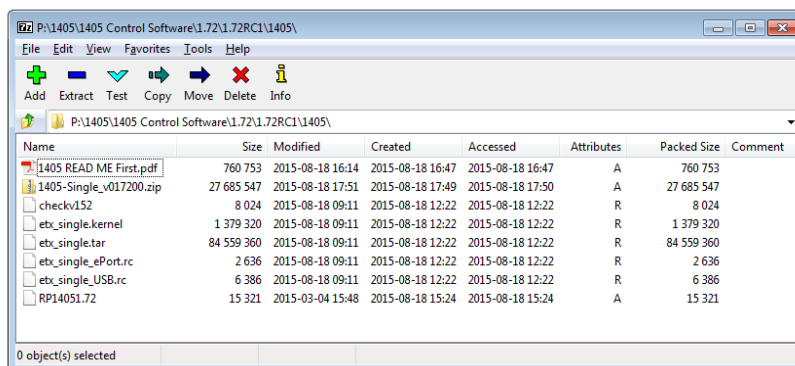 P:\1405\1405 Control Software\1.72\1.72RC1\1405\
File Edit View Favorites Tools Help
Add Extract Test Copy Move Delete Info
P:\1405\1405 Control Software\1.72\1.72RC1\1405\
Name Size Modified Created Accessed Attributes Packed Size Comment
1405 READ ME First.pdf 760 753 2015-08-18 16:14 2015-08-18 16:47 2015-08-18 16:47 A 760 753
1405-Single_v017200.zip 27 685 547 2015-08-18 17:51 2015-08-18 17:49 2015-08-18 17:50 A 27 685 547
checkv152 8 024 2015-08-18 09:11 2015-08-18 12:22 2015-08-18 12:22 R 8 024
etx_single.kernel 1 379 320 2015-08-18 09:11 2015-08-18 12:22 2015-08-18 12:22 R 1 379 320
etx_single.tar 84 559 360 2015-08-18 09:11 2015-08-18 12:22 2015-08-18 12:22 R 84 559 360
etx_single_ePort.rc 2 636 2015-08-18 09:11 2015-08-18 12:22 2015-08-18 12:22 R 2 636
etx_single_USB.rc 6 386 2015-08-18 09:11 2015-08-18 12:22 2015-08-18 12:22 R 6 386
RP14051.72 15 321 2015-03-04 15:48 2015-08-18 15:24 2015-08-18 15:24 A 15 321
0 object(s) selected